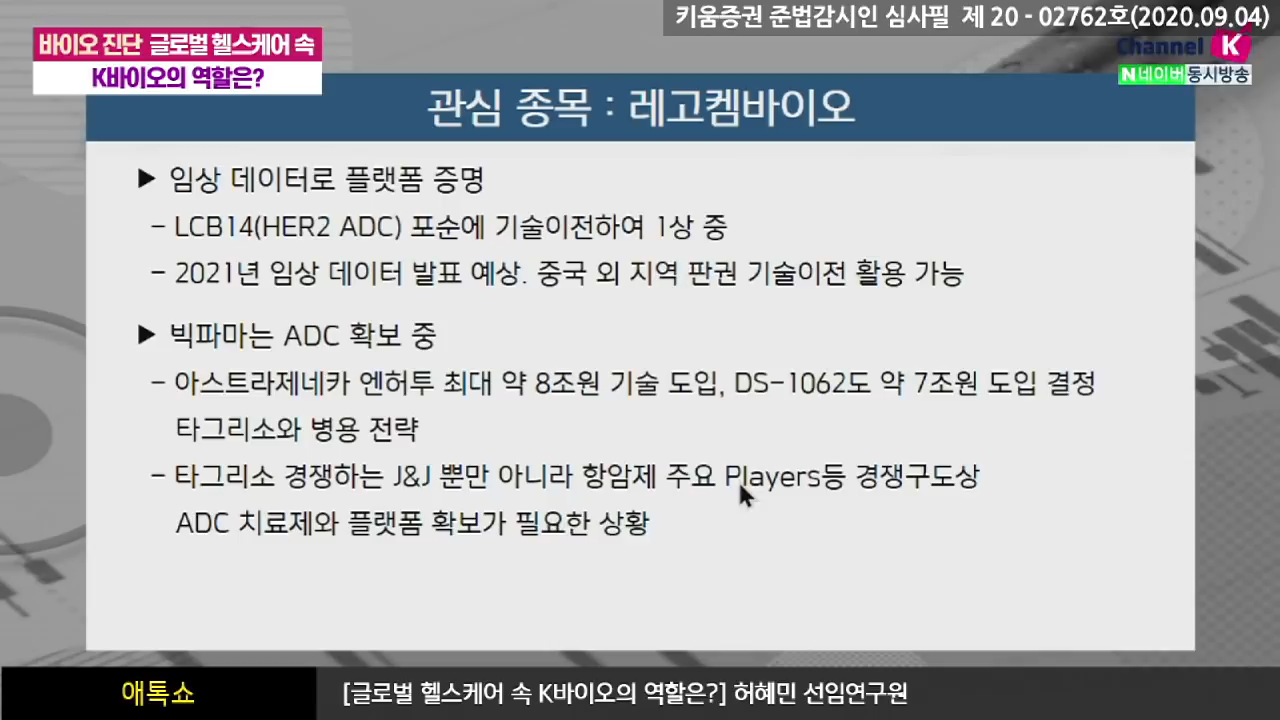 키움증권 준법감시인 심사필 제 20 - 02762호(2020.09.04)
바이오 진단 글로벌 헬스케어 속
K바이오의 역할은?
Channel K
N네이버 동시방송
관심 종목 : 레고켐바이오
▶ 임상 데이터로 플랫폼 증명
- LCB14(HER2 ADC) 포순에 기술이전하여 1상 중
- 2021년 임상 데이터 발표 예상. 중국 외 지역 판권 기술이전 활용 가능
▶ 빅파마는 ADC 확보 중
- 아스트라제네카 엔허투 최대 약 8조원 기술 도입, DS-1062도 약 7조원 도입 결정
타그리소와 병용 전략
- 타그리소 경쟁하는 J&J 뿐만 아니라 항암제 주요 Players등 경쟁구도상
ADC 치료제와 플랫폼 확보가 필요한 상황
애톡쇼
[글로벌 헬스케어 속 K바이오의 역할은?] 허혜민 선임연구원